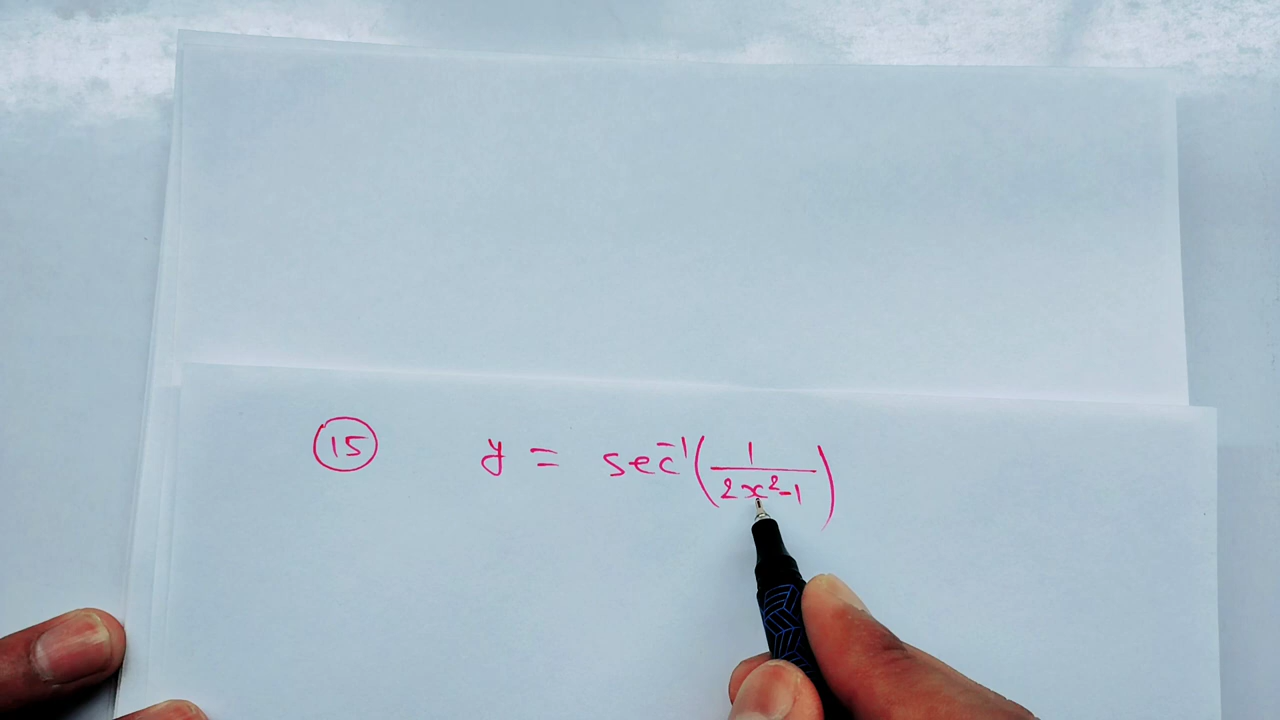 15 y = sec⁻¹(1/(2x²-1))